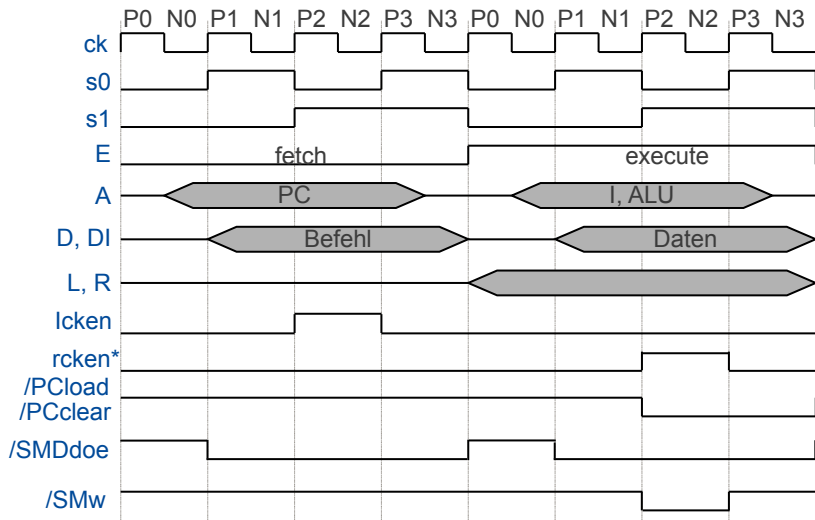 P0 N0 P1 N1 P2 N2 P3 N3 P0 N0 P1 N1 P2 N2 P3 N3
ck
s0
s1
E fetch execute
A PC I, ALU
D, DI Befehl Daten
L, R
Icken
rcken*
/PCload
/PCclear
/SMDdoe
/SMw